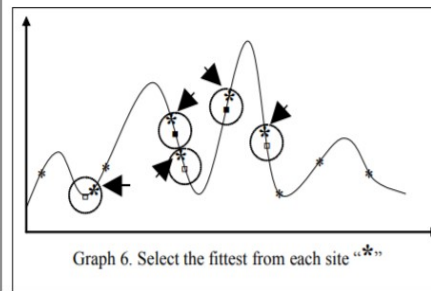 Graph 6. Select the fittest from each site “*”